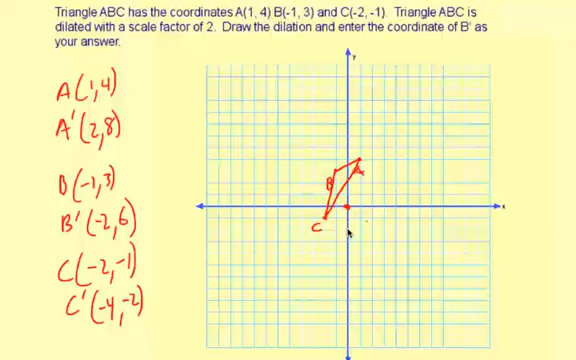 Triangle ABC has the coordinates A(1, 4) B(-1, 3) and C(-2, -1). Triangle ABC is
dilated with a scale factor of 2. Draw the dilation and enter the coordinate of B' as
your answer.
A(1,4)
A'(2,8)
B(-1,3)
B'(-2,6)
C(-2,-1)
C'(-4,-2)
y
A
B
x
C